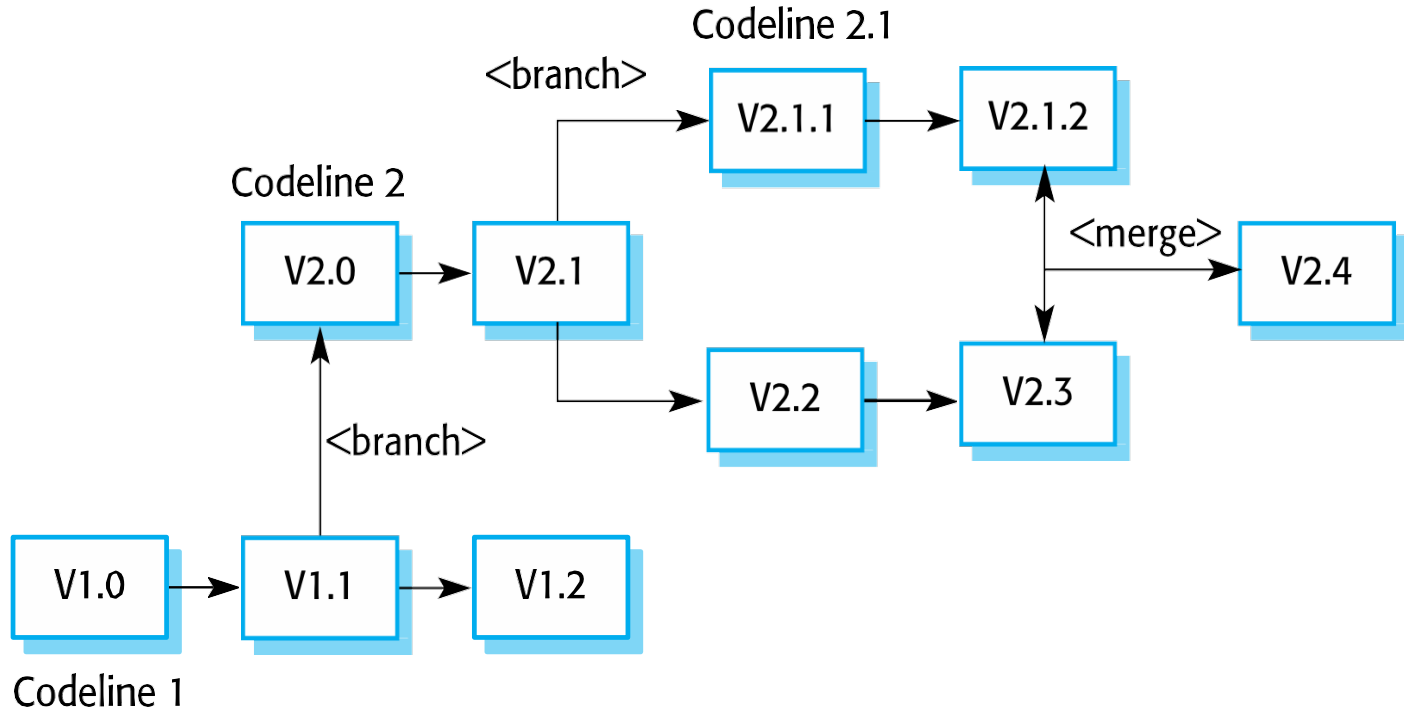 Codeline 2.1
<branch>
V2.1.1
V2.1.2
Codeline 2
<merge>
V2.0
V2.1
V2.4
V2.2
V2.3
<branch>
V1.0
V1.1
V1.2
Codeline 1